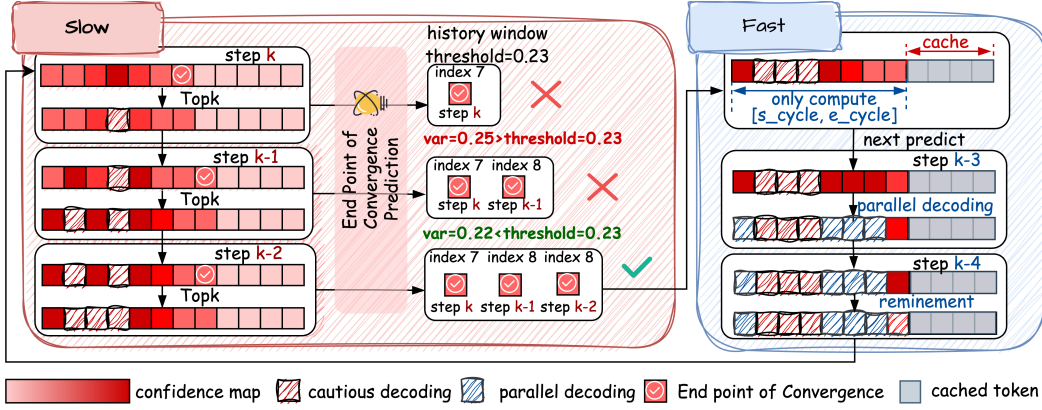 Slow
step k
Topk
step k-1
Topk
step k-2
Topk
End Point of
Convergence
Prediction
history window
threshold=0.23
index 7
step k
var=0.25>threshold=0.23
index 7 index 8
step k step k-1
var=0.22<threshold=0.23
index 7 index 8 index 8
step k step k-1 step k-2
Fast
cache
only compute
[s_cycle, e_cycle]
next predict
step k-3
parallel decoding
step k-4
reminement
confidence map
cautious decoding
parallel decoding
End point of Convergence
cached token